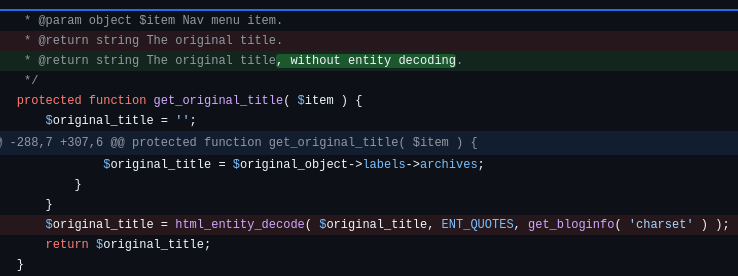 * @param object $item Nav menu item.
* @return string The original title.
* @return string The original title, without entity decoding.
*/
protected function get_original_title( $item ) {
$original_title = '';
@ -288,7 +307,6 @@ protected function get_original_title( $item ) {
$original_title = $original_object->labels->archives;
}
}
$original_title = html_entity_decode( $original_title, ENT_QUOTES, get_bloginfo( 'charset' ) );
return $original_title;
}